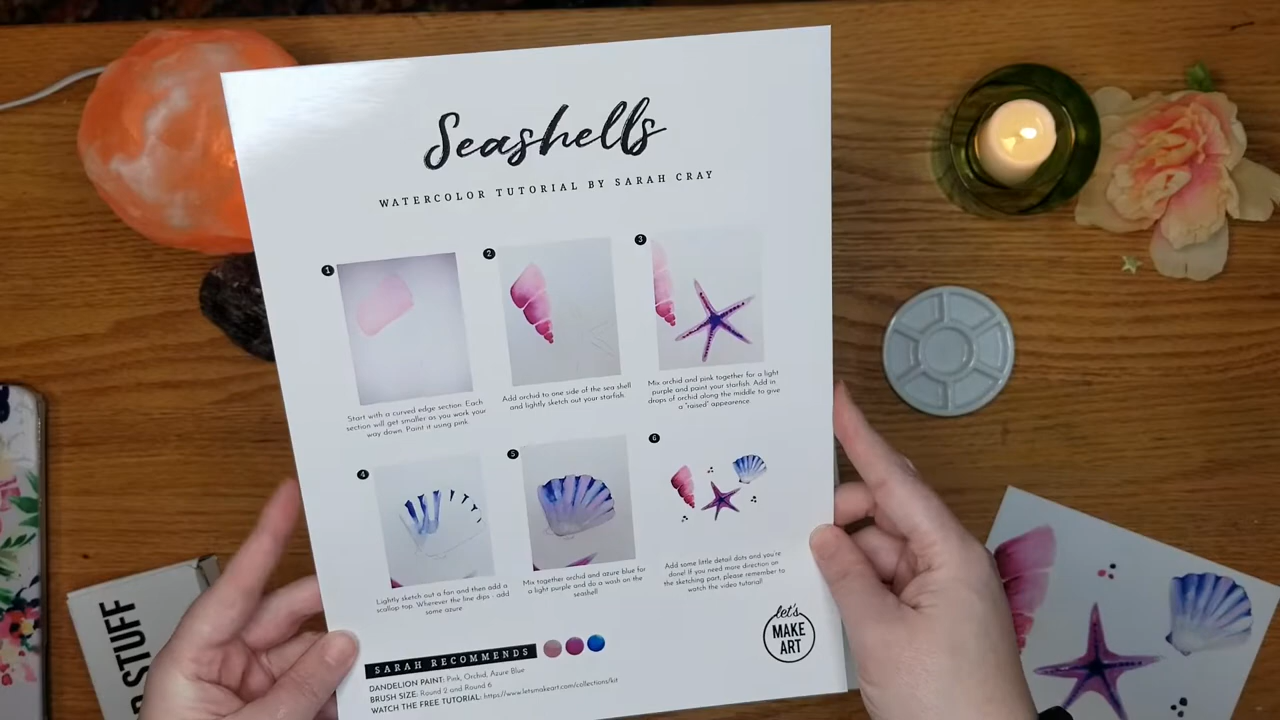 Seashells
WATERCOLOR TUTORIAL BY SARAH CRAY
1
Start with a curved edge section. Each
section will get smaller as you work your
way down. Paint it using pink.
2
Add orchid to one side of the sea shell
and lightly sketch out your starfish.
3
Mix orchid and pink together for a light
purple and paint your starfish. Add in
drops of orchid along the middle to give
a "raised" appearence.
4
Lightly sketch out a fan and then add a
scallop top. Wherever the line dips - add
some azure
5
Mix together orchid and azure blue for
a light purple and do a wash on the
seashell
6
Add some little detail dots and you're
done! If you need more direction on
the sketching part, please remember to
watch the video tutorial!
SARAH RECOMMENDS
DANDELION PAINT: Pink, Orchid, Azure Blue
BRUSH SIZE: Round 2 and Round 6
WATCH THE FREE TUTORIAL: https://www.letsmakeart.com/collections/kit
let's
MAKE
ART
STUFF